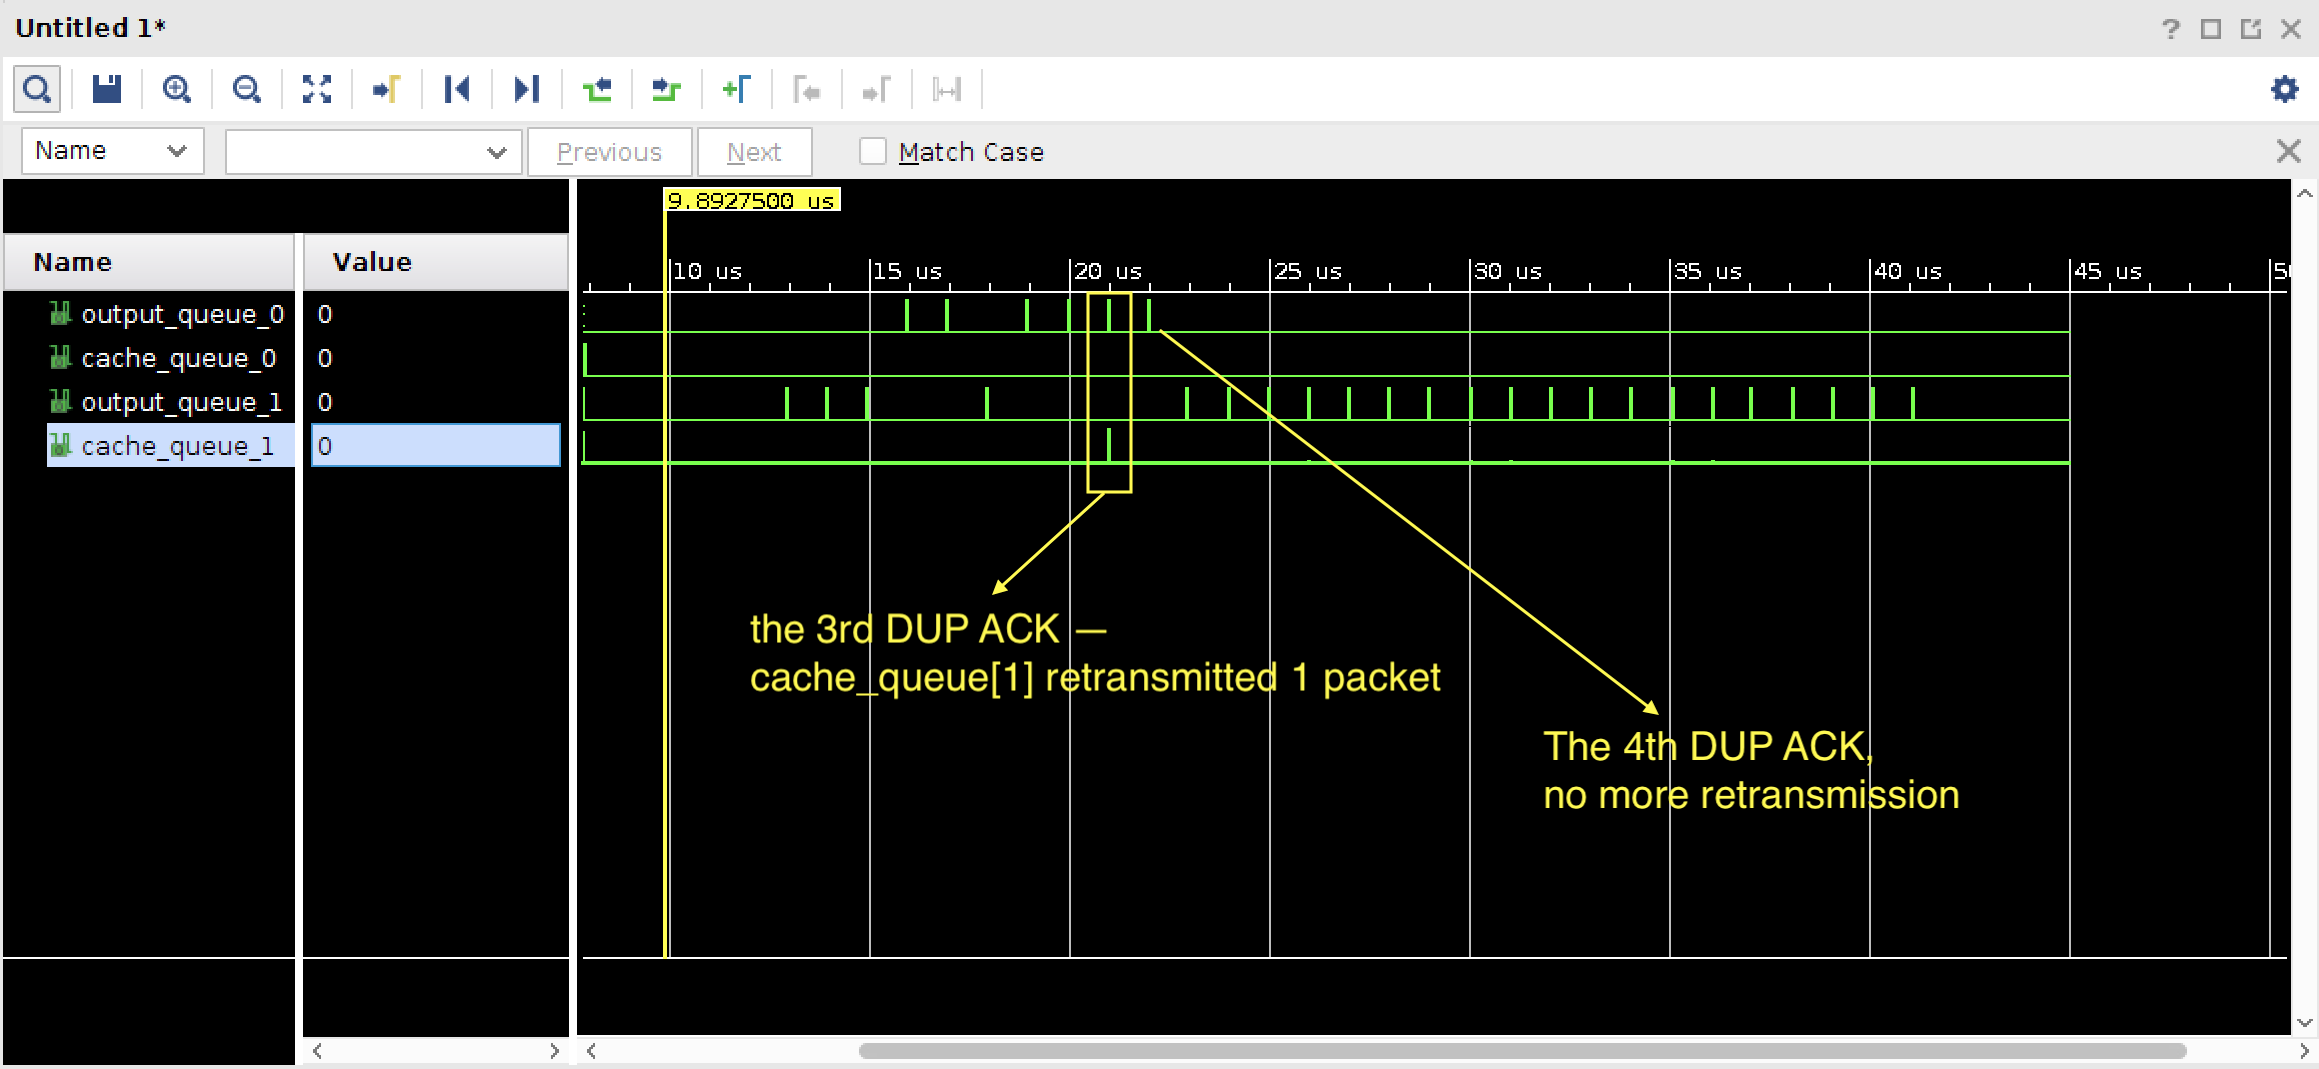 Untitled 1*
Name
Previous
Next
Match Case
9.8927500 us
Name
Value
10 us
15 us
20 us
25 us
30 us
35 us
40 us
45 us
output_queue_0
0
cache_queue_0
0
output_queue_1
0
cache_queue_1
0
the 3rd DUP ACK —
cache_queue[1] retransmitted 1 packet
The 4th DUP ACK,
no more retransmission